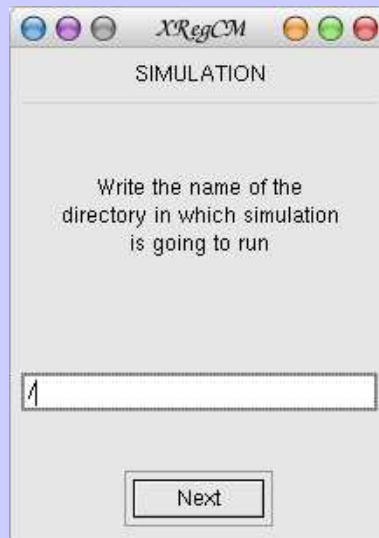 XRegCM
SIMULATION
Write the name of the
directory in which simulation
is going to run
/
Next